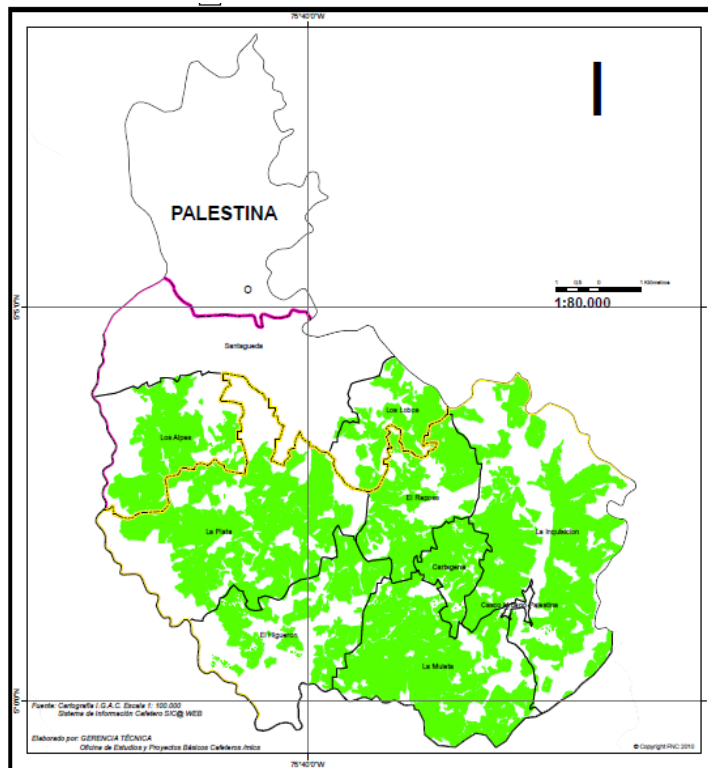 75°40'0"W
PALESTINA
1 0,5 0 1 Kilómetros
1:80.000
5°5'0"N
Santagueda
Los Lobos
Los Alpes
El Reposo
La Plata
La Inquisicion
Cartagena
Casco Urbano Palestina
El Higueron
La Muleta
5°0'0"N
Fuente: Cartografía I.G.A.C. Escala 1: 100.000
Sistema de Información Cafetero SIC@ WEB
Elaborado por: GERENCIA TÉCNICA
Oficina de Estudios y Proyectos Básicos Cafeteros /mlcs
© Copyright FNC 2010
75°40'0"W